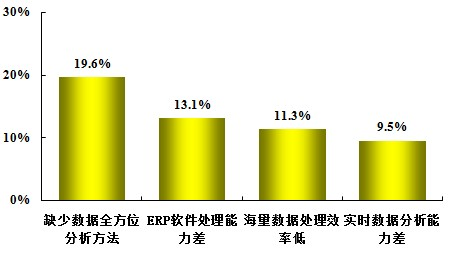 30%
20%
10%
0%
19.6%
13.1%
11.3%
9.5%
缺少数据全方位
分析方法
ERP软件处理能
力差
海量数据处理效
率低
实时数据分析能
力差